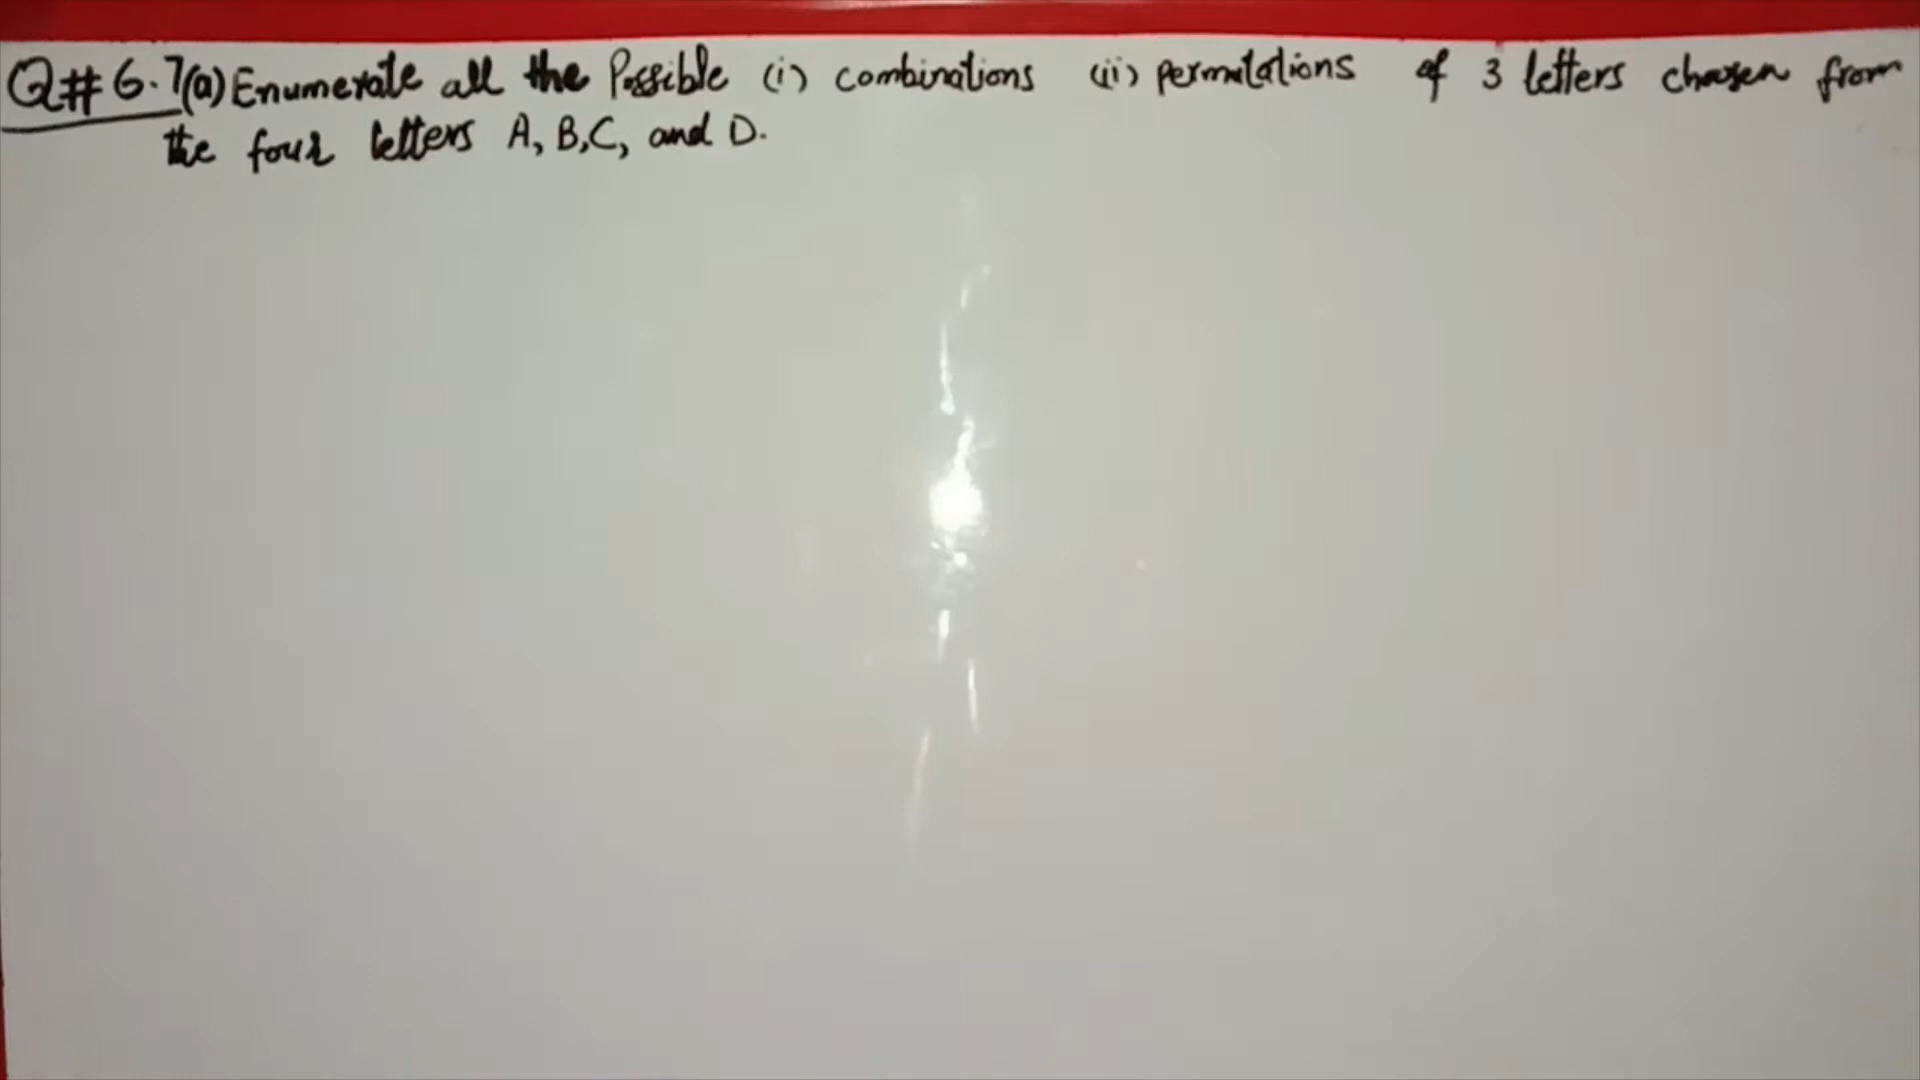 Q# 6.7(a) Enumerate all the Possible (i) combinations (ii) permutations of 3 letters chosen from
the four letters A, B, C, and D.